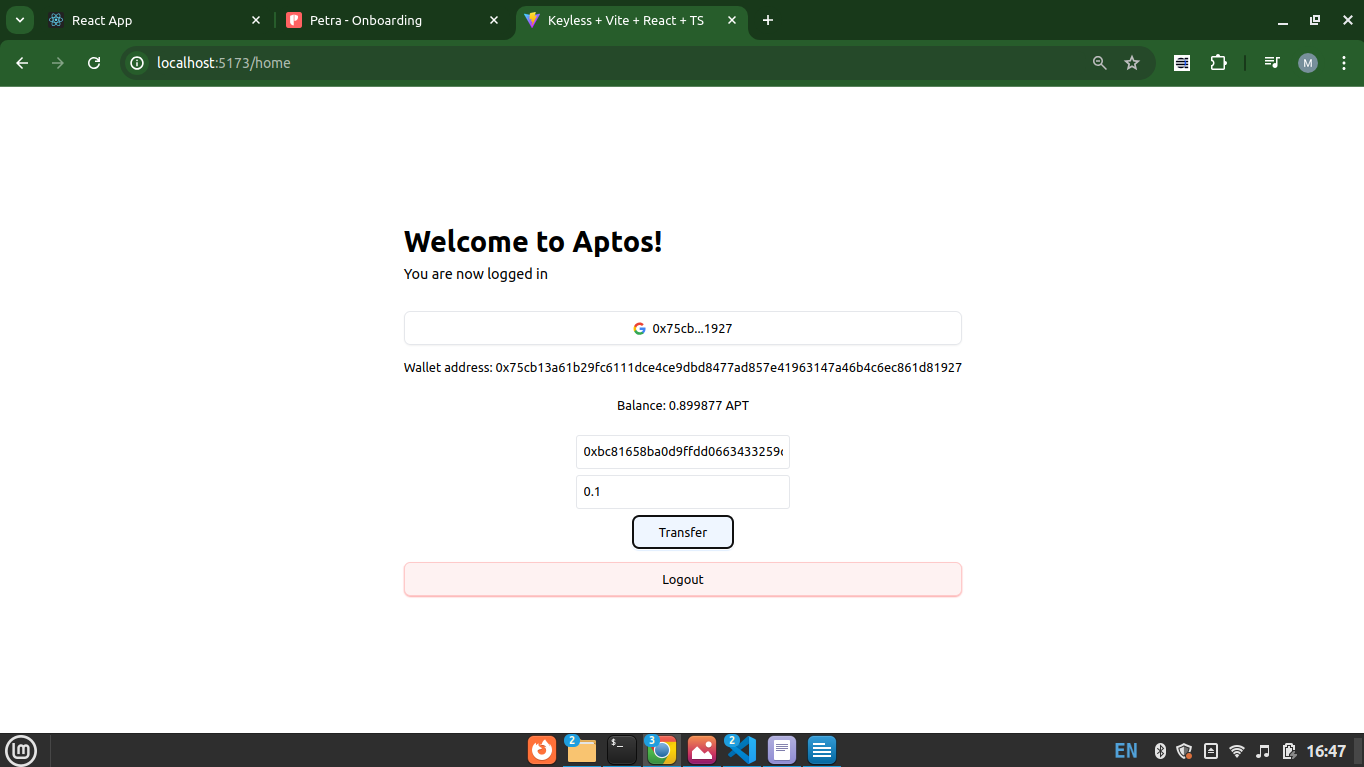 React App
Petra - Onboarding
Keyless + Vite + React + TS
localhost:5173/home
M
Welcome to Aptos!
You are now logged in
0x75cb...1927
Wallet address: 0x75cb13a61b29fc6111dce4ce9dbd8477ad857e41963147a46b4c6ec861d81927
Balance: 0.899877 APT
0xbc81658ba0d9ffdd0663433259c
0.1
Transfer
Logout
2
3
2
EN
16:47